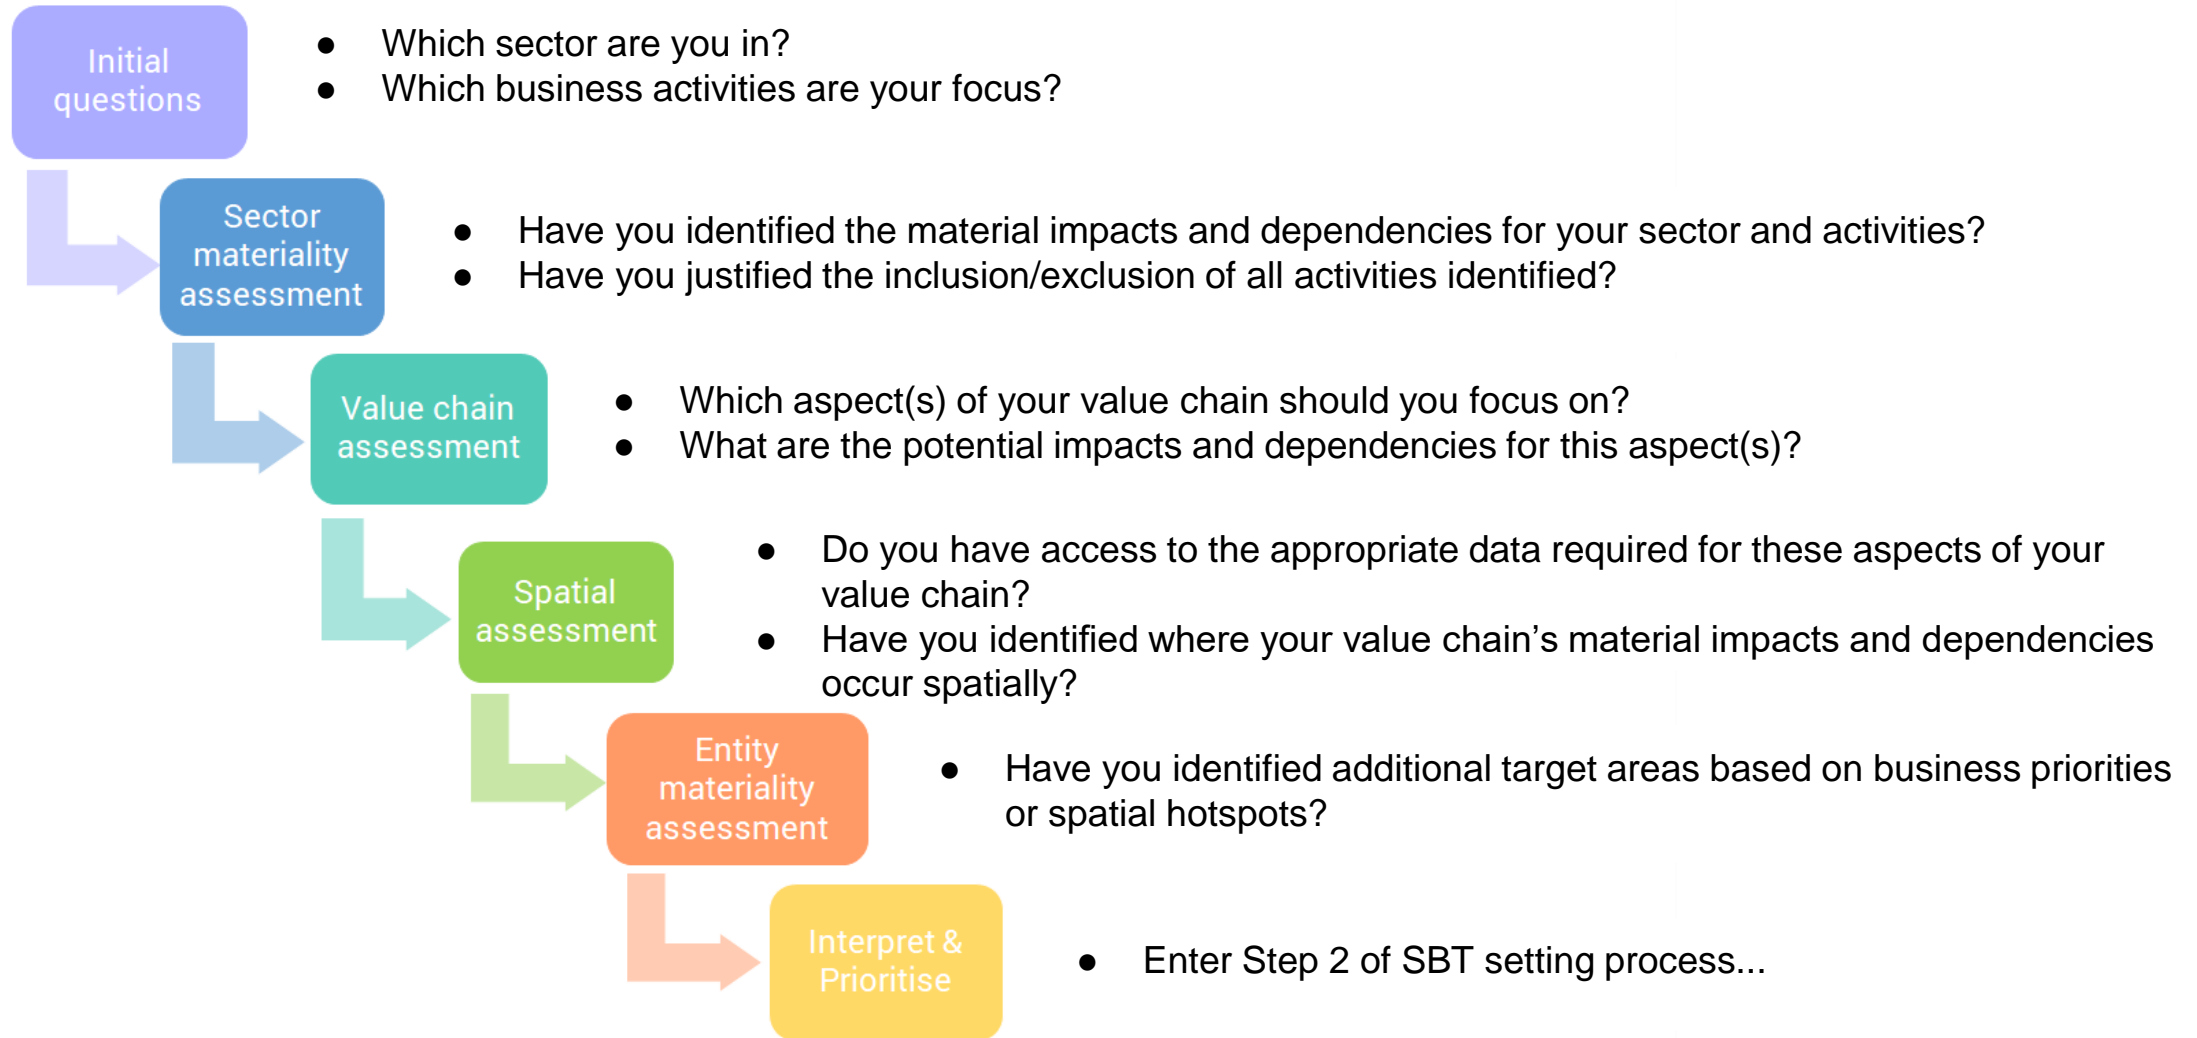 Initial
questions
● Which sector are you in?
● Which business activities are your focus?
Sector
materiality
assessment
● Have you identified the material impacts and dependencies for your sector and activities?
● Have you justified the inclusion/exclusion of all activities identified?
Value chain
assessment
● Which aspect(s) of your value chain should you focus on?
● What are the potential impacts and dependencies for this aspect(s)?
Spatial
assessment
● Do you have access to the appropriate data required for these aspects of your
value chain?
● Have you identified where your value chain’s material impacts and dependencies
occur spatially?
Entity
materiality
assessment
● Have you identified additional target areas based on business priorities
or spatial hotspots?
Interpret &
Prioritise
● Enter Step 2 of SBT setting process...